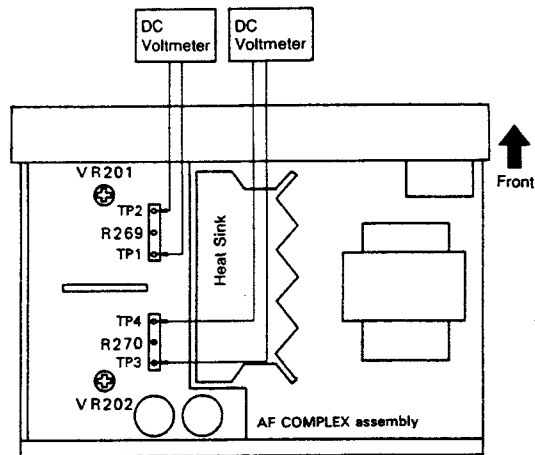 DC
Voltmeter
DC
Voltmeter
Front
VR201
TP2
R269
TP1
Heat Sink
TP4
R270
TP3
VR202
AF COMPLEX assembly